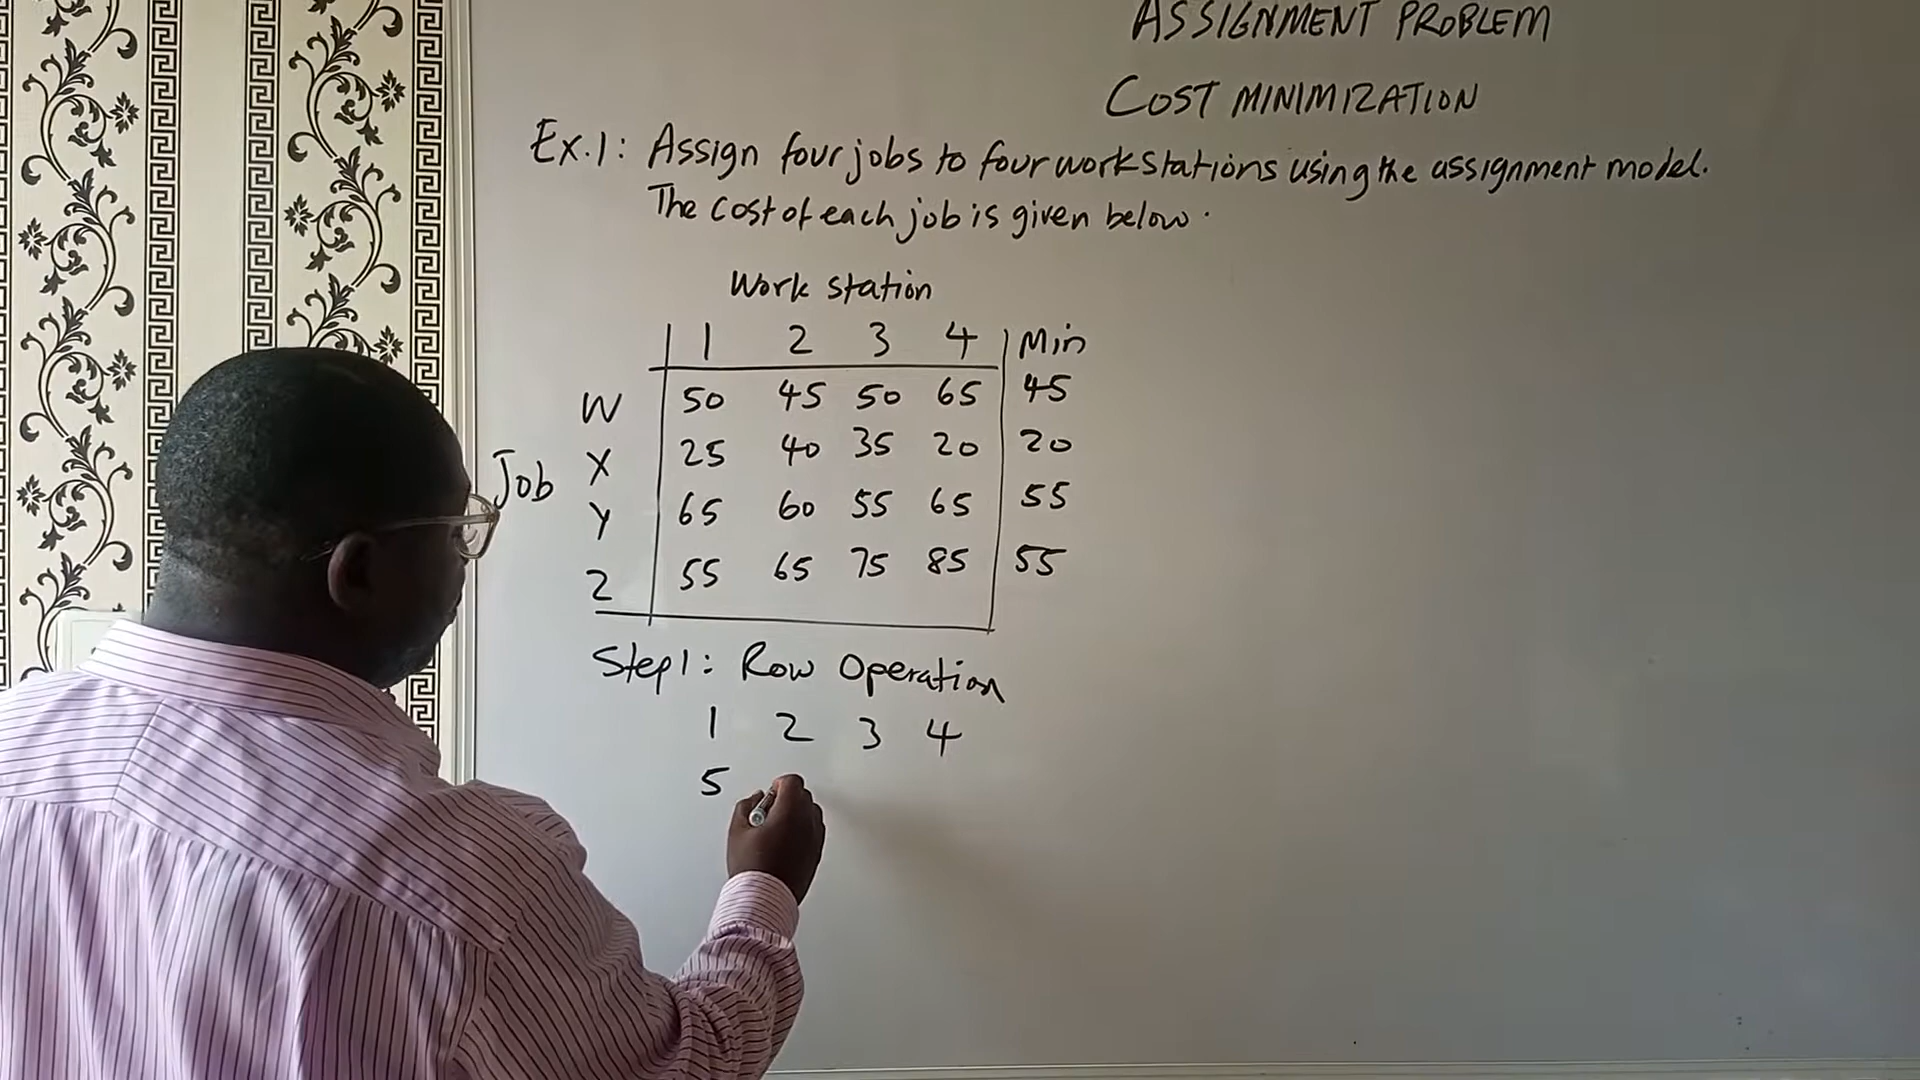 ASSIGNMENT PROBLEM
COST MINIMIZATION
Ex.1: Assign four jobs to four workstations using the assignment model.
The cost of each job is given below.
Work station
1 2 3 4 Min
W 50 45 50 65 45
X 25 40 35 20 20
Job
Y 65 60 55 65 55
Z 55 65 75 85 55
Step1: Row Operation
1 2 3 4
5